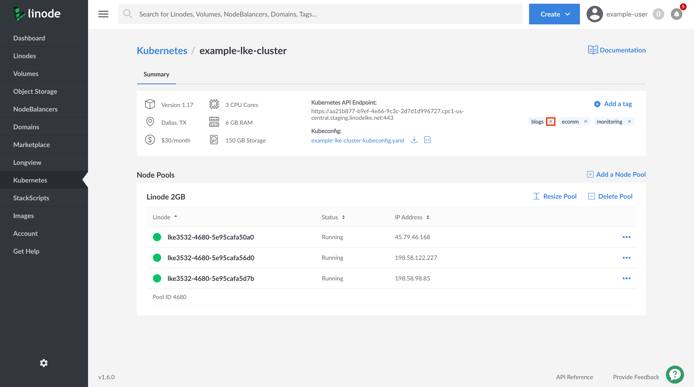 linode
Search for Linodes, Volumes, NodeBalancers, Domains, Tags...
Create
example-user
0
5
Dashboard
Linodes
Volumes
Object Storage
NodeBalancers
Domains
Marketplace
Longview
Kubernetes
StackScripts
Images
Account
Get Help
Kubernetes / example-lke-cluster
Documentation
Summary
Version 1.17
3 CPU Cores
Dallas, TX
6 GB RAM
$30/month
150 GB Storage
Kubernetes API Endpoint:
https://aa21b877-b9ef-4e66-9c3c-2d7d1d996727.cpc1-us-
central.staging.linodelke.net:443
Kubeconfig:
example-lke-cluster-kubeconfig.yaml
Add a tag
blogs × ecomm × monitoring ×
Node Pools
Add a Node Pool
Linode 2GB
Resize Pool
Delete Pool
Linode Status IP Address
lke3532-4680-5e95cafa50a0 Running 45.79.46.168
lke3532-4680-5e95cafa56d0 Running 198.58.122.227
lke3532-4680-5e95cafa5d7b Running 198.58.98.85
Pool ID 4680
v1.6.0
API Reference
Provide Feedback
?